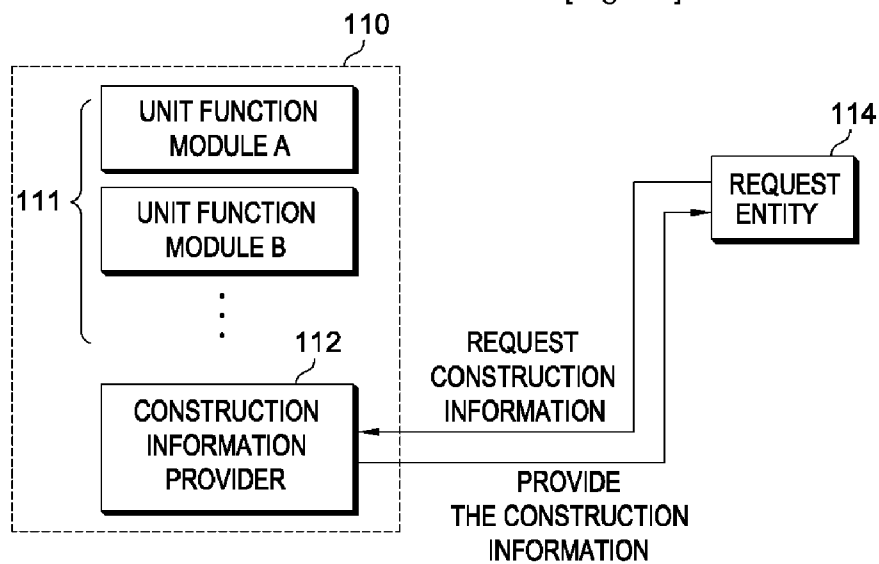 110
UNIT FUNCTION
MODULE A
111
UNIT FUNCTION
MODULE B
112
CONSTRUCTION
INFORMATION
PROVIDER
REQUEST
CONSTRUCTION
INFORMATION
PROVIDE
THE CONSTRUCTION
INFORMATION
114
REQUEST
ENTITY